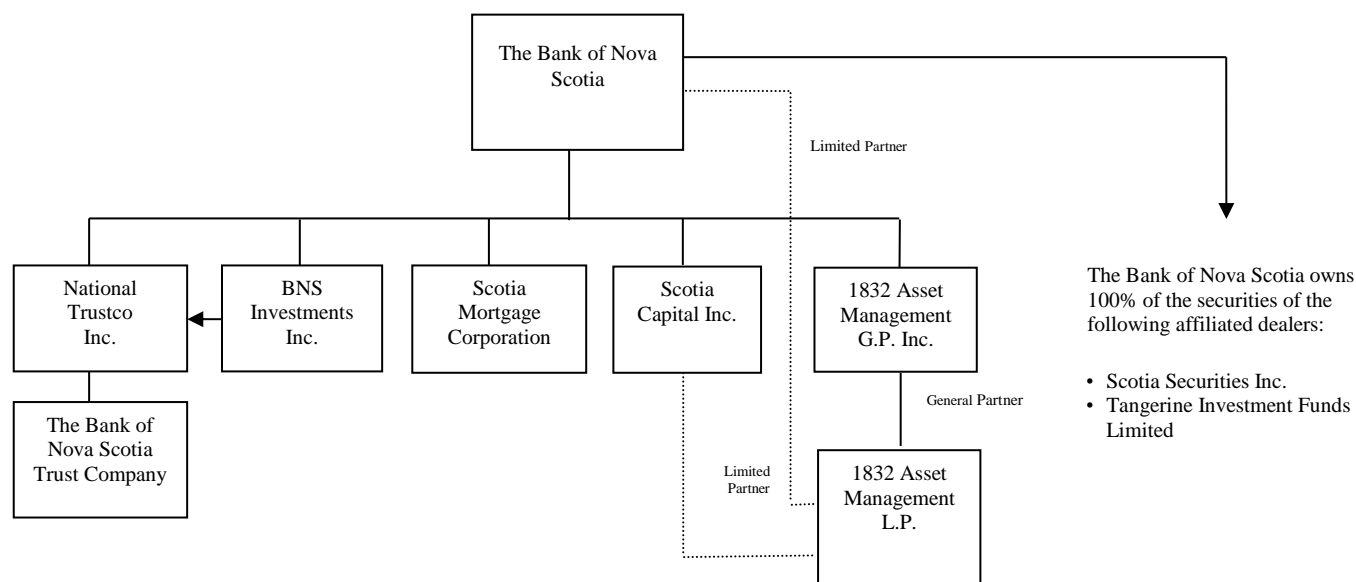 The Bank of Nova
Scotia
Limited Partner
National
Trustco
Inc.
BNS
Investments
Inc.
Scotia
Mortgage
Corporation
Scotia
Capital Inc.
1832 Asset
Management
G.P. Inc.
The Bank of Nova Scotia owns
100% of the securities of the
following affiliated dealers:
• Scotia Securities Inc.
• Tangerine Investment Funds
Limited
General Partner
The Bank of
Nova Scotia
Trust Company
Limited
Partner
1832 Asset
Management
L.P.